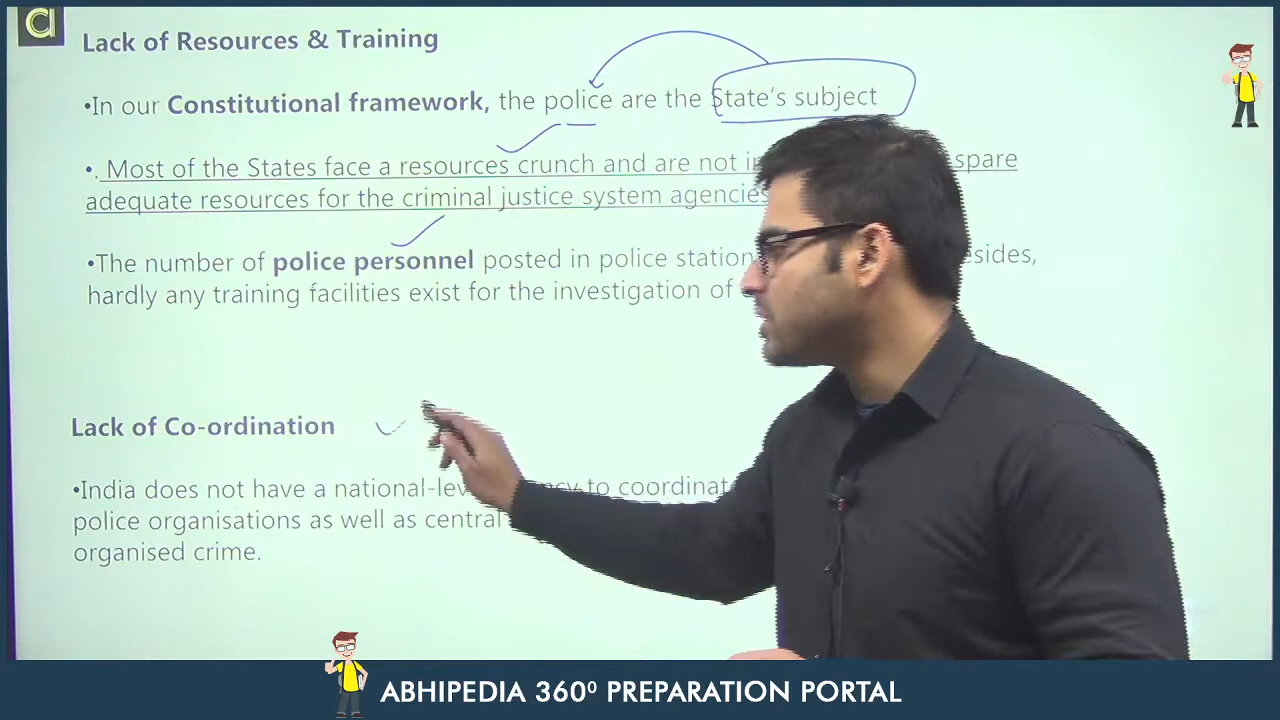 a
Lack of Resources & Training
•In our Constitutional framework, the police are the State's subject
•. Most of the States face a resources crunch and are not spare
adequate resources for the criminal justice system agencies
•The number of police personnel posted in police station esides,
hardly any training facilities exist for the investigation of
Lack of Co-ordination
•India does not have a national-lev to coordinat
police organisations as well as central
organised crime.
ABHIPEDIA 360⁰ PREPARATION PORTAL